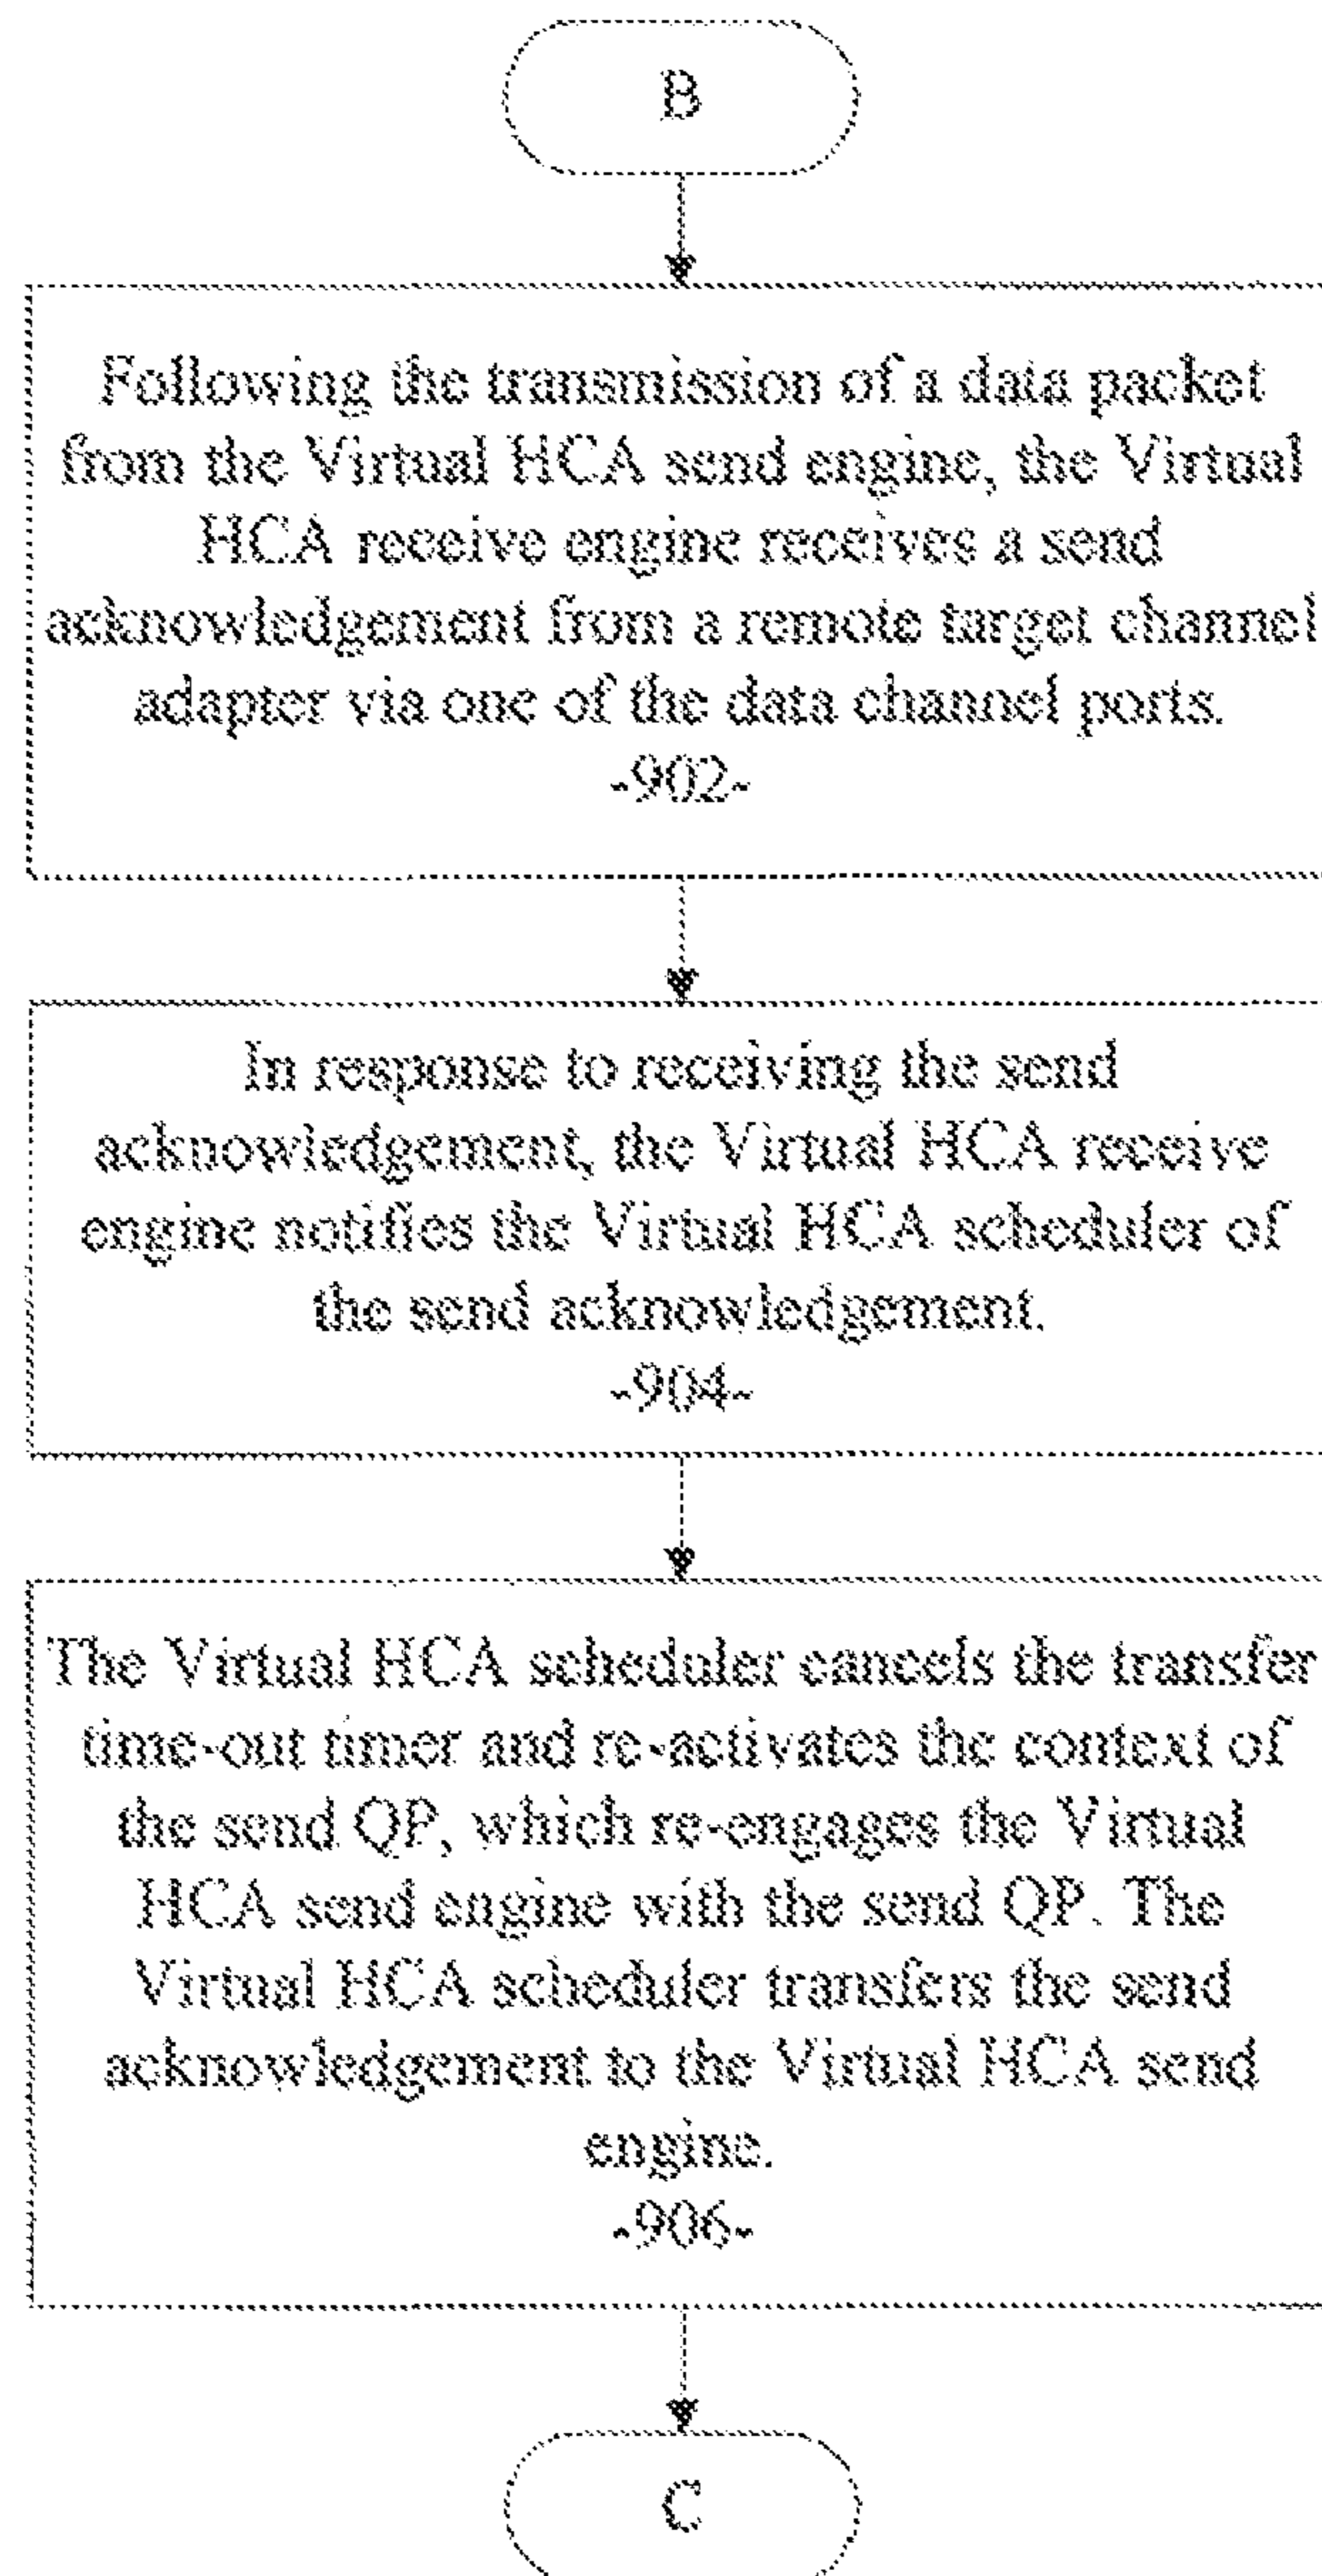 B
Following the transmission of a data packet
from the Virtual HCA send engine, the Virtual
HCA receive engine receives a send
acknowledgement from a remote target channel
adapter via one of the data channel ports.
-902-
In response to receiving the send
acknowledgement, the Virtual HCA receive
engine notifies the Virtual HCA scheduler of
the send acknowledgement.
-904-
The Virtual HCA scheduler cancels the transfer
time-out timer and re-activates the context of
the send QP, which re-engages the Virtual
HCA send engine with the send QP. The
Virtual HCA scheduler transfers the send
acknowledgement to the Virtual HCA send
engine.
-906-
C